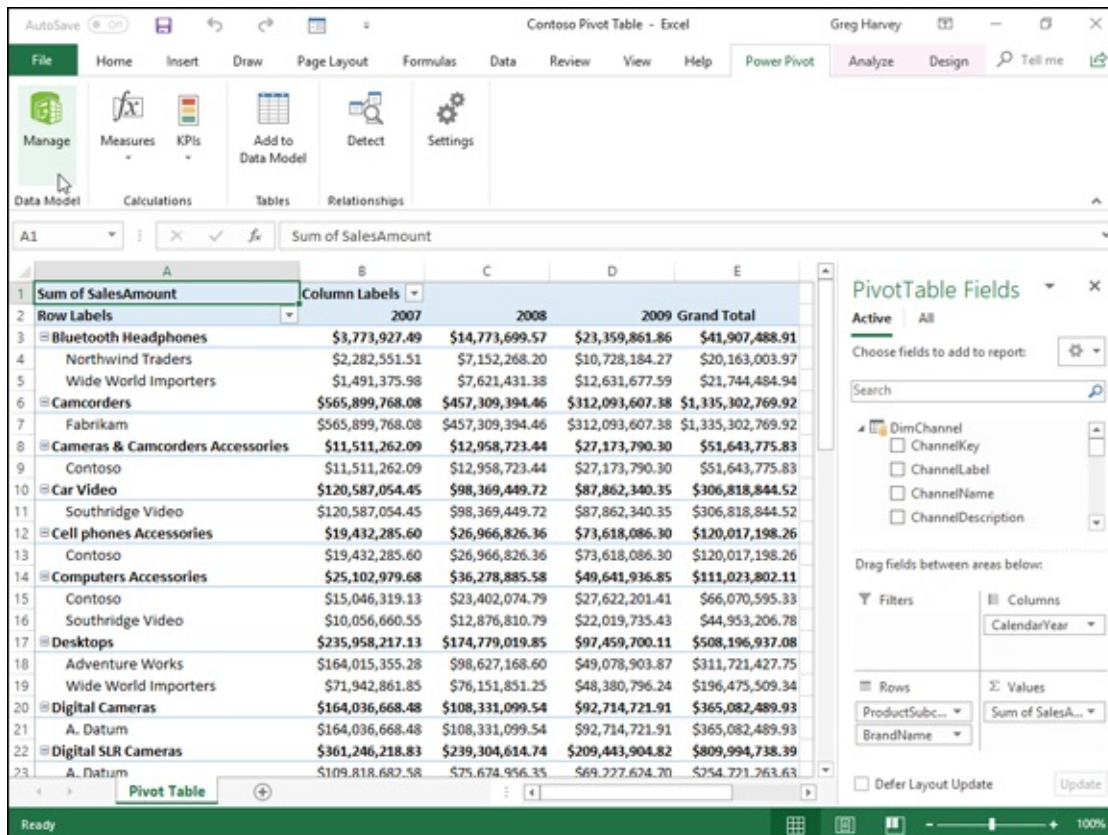 AutoSave Off Contoso Pivot Table - Excel Greg Harvey
File Home Insert Draw Page Layout Formulas Data Review View Help Power Pivot Analyze Design Tell me
Manage Measures KPIs Add to Data Model Detect Settings
Data Model Calculations Tables Relationships
A1 fx Sum of SalesAmount
A B C D E
1 Sum of SalesAmount Column Labels
2 Row Labels 2007 2008 2009 Grand Total
3 Bluetooth Headphones $3,773,927.49 $14,773,699.57 $23,359,861.86 $41,907,488.91
4 Northwind Traders $2,282,551.51 $7,152,268.20 $10,728,184.27 $20,163,003.97
5 Wide World Importers $1,491,375.98 $7,621,431.38 $12,631,677.59 $21,744,484.94
6 Camcorders $565,899,768.08 $457,309,394.46 $312,093,607.38 $1,335,302,769.92
7 Fabrikam $565,899,768.08 $457,309,394.46 $312,093,607.38 $1,335,302,769.92
8 Cameras & Camcorders Accessories $11,511,262.09 $12,958,723.44 $27,173,790.30 $51,643,775.83
9 Contoso $11,511,262.09 $12,958,723.44 $27,173,790.30 $51,643,775.83
10 Car Video $120,587,054.45 $98,369,449.72 $87,862,340.35 $306,818,844.52
11 Southridge Video $120,587,054.45 $98,369,449.72 $87,862,340.35 $306,818,844.52
12 Cell phones Accessories $19,432,285.60 $26,966,826.36 $73,618,086.30 $120,017,198.26
13 Contoso $19,432,285.60 $26,966,826.36 $73,618,086.30 $120,017,198.26
14 Computers Accessories $25,102,979.68 $36,278,885.58 $49,641,936.85 $111,023,802.11
15 Contoso $15,046,319.13 $23,402,074.79 $27,622,201.41 $66,070,595.33
16 Southridge Video $10,056,660.55 $12,876,810.79 $22,019,735.43 $44,953,206.78
17 Desktops $235,958,217.13 $174,779,019.85 $97,459,700.11 $508,196,937.08
18 Adventure Works $164,015,355.28 $98,627,168.60 $49,078,903.87 $311,721,427.75
19 Wide World Importers $71,942,861.85 $76,151,851.25 $48,380,796.24 $196,475,509.34
20 Digital Cameras $164,036,668.48 $108,331,099.54 $92,714,721.91 $365,082,489.93
21 A. Datum $164,036,668.48 $108,331,099.54 $92,714,721.91 $365,082,489.93
22 Digital SLR Cameras $361,246,218.83 $239,304,614.74 $209,443,904.82 $809,994,738.39
23 A. Datum $109,818,682.58 $75,674,956.35 $69,227,624.70 $254,721,263.63
Pivot Table
PivotTable Fields
Active All
Choose fields to add to report:
Search
DimChannel
ChannelKey
ChannelLabel
ChannelName
ChannelDescription
Drag fields between areas below:
Filters Columns
CalendarYear
Rows Σ Values
ProductSubc... Sum of SalesA...
BrandName
Defer Layout Update Update
Ready 100%